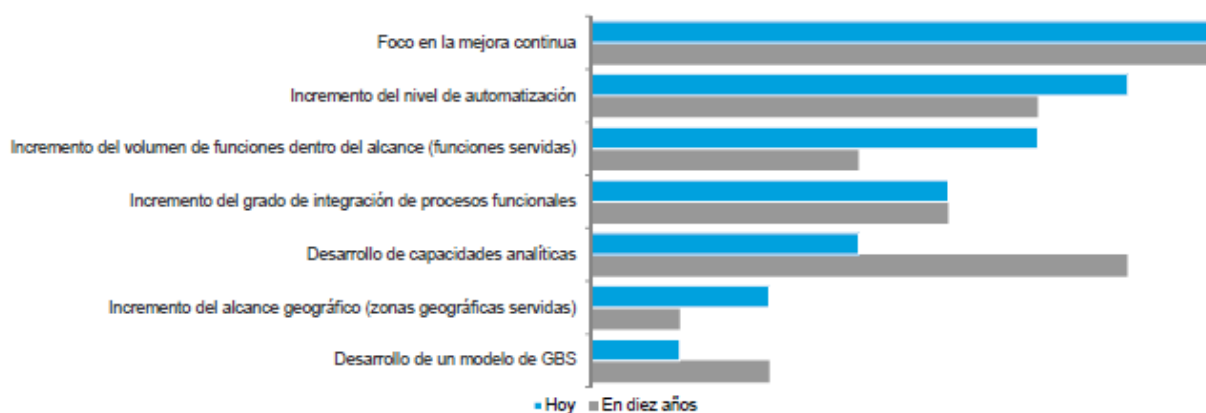 Foco en la mejora continua
Incremento del nivel de automatización
Incremento del volumen de funciones dentro del alcance (funciones servidas)
Incremento del grado de integración de procesos funcionales
Desarrollo de capacidades analíticas
Incremento del alcance geográfico (zonas geográficas servidas)
Desarrollo de un modelo de GBS
Hoy En diez años